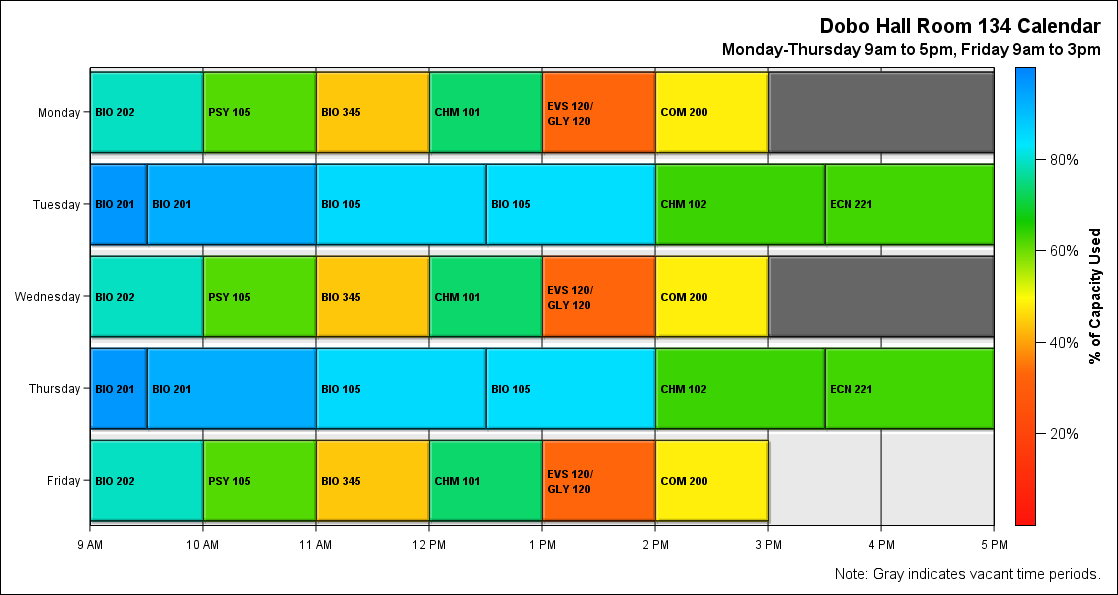 Dobo Hall Room 134 Calendar
Monday-Thursday 9am to 5pm, Friday 9am to 3pm
Monday
BIO 202
PSY 105
BIO 345
CHM 101
EVS 120/
GLY 120
COM 200
Tuesday
BIO 201
BIO 201
BIO 105
BIO 105
CHM 102
ECN 221
Wednesday
BIO 202
PSY 105
BIO 345
CHM 101
EVS 120/
GLY 120
COM 200
Thursday
BIO 201
BIO 201
BIO 105
BIO 105
CHM 102
ECN 221
Friday
BIO 202
PSY 105
BIO 345
CHM 101
EVS 120/
GLY 120
COM 200
9 AM
10 AM
11 AM
12 PM
1 PM
2 PM
3 PM
4 PM
5 PM
80%
60%
40%
20%
% of Capacity Used
Note: Gray indicates vacant time periods.